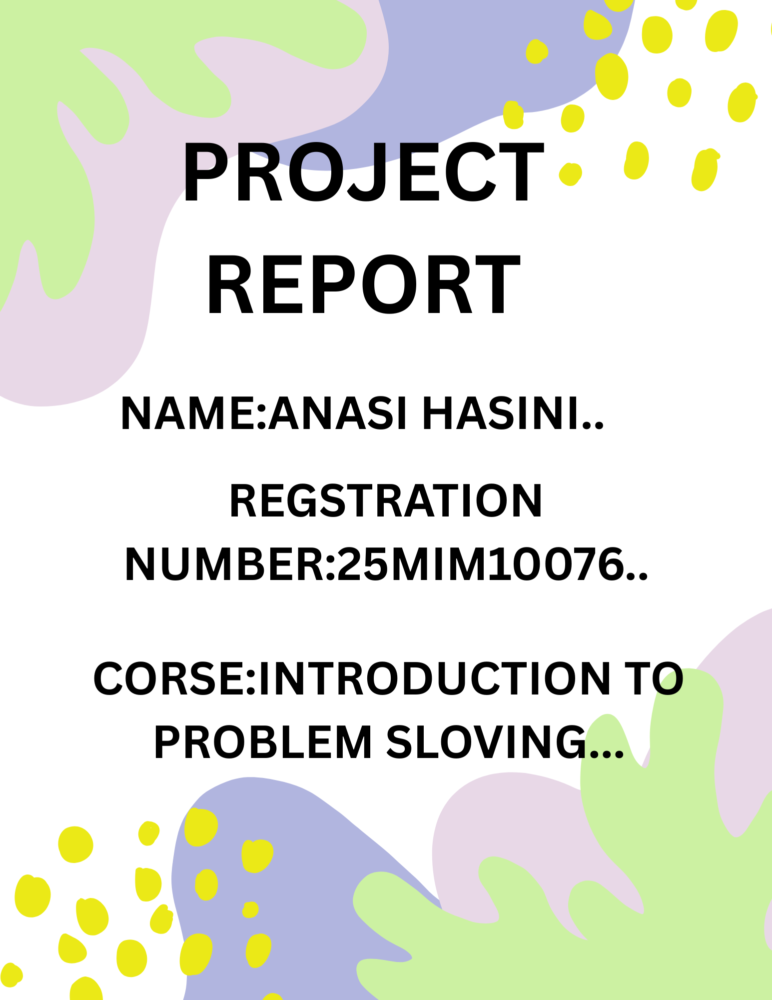 PROJECT
REPORT
NAME:ANASI HASINI..
REGSTRATION
NUMBER:25MIM10076..
CORSE:INTRODUCTION TO
PROBLEM SLOVING...